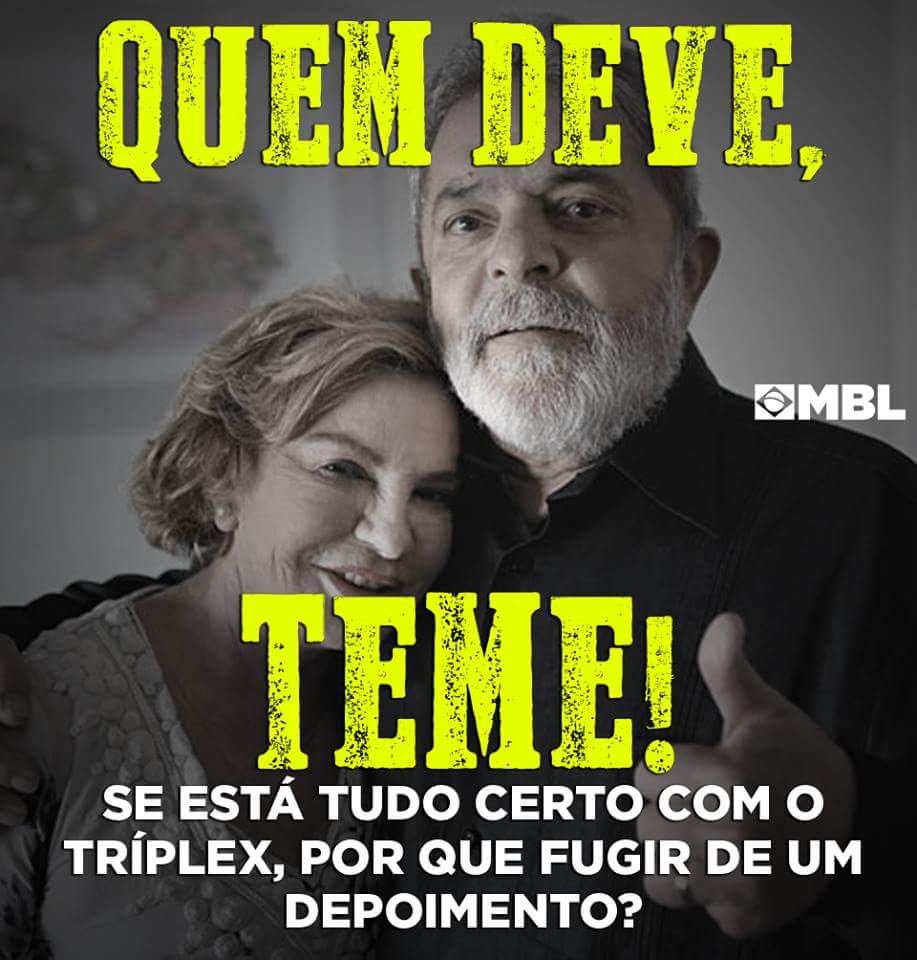 QUEM DEVE,
MBL
TEME!
SE ESTÁ TUDO CERTO COM O
TRÍPLEX, POR QUE FUGIR DE UM
DEPOIMENTO?